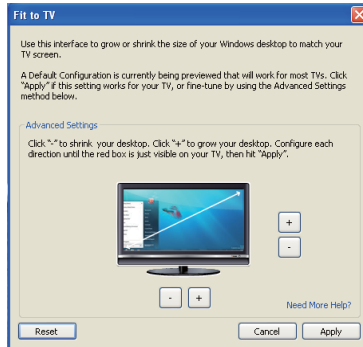 Fit to TV
Use this interface to grow or shrink the size of your Windows desktop to match your
TV screen.
A Default Configuration is currently being previewed that will work for most TVs. Click
"Apply" if this setting works for your TV, or fine-tune by using the Advanced Settings
method below.
Advanced Settings
Click "-" to shrink your desktop. Click "+" to grow your desktop. Configure each
direction until the red box is just visible on your TV, then hit "Apply".
+
-
- +
Need More Help?
Reset Cancel Apply